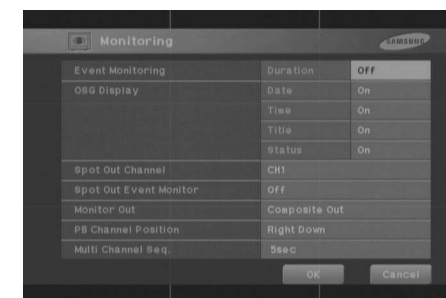 Monitoring
SAMSUNG
Event Monitoring Duration Off
OSG Display Date On
Time On
Title On
Status On
Spot Out Channel CH1
Spot Out Event Monitor Off
Monitor Out Composite Out
PB Channel Position Right Down
Multi Channel Seq. 5sec
OK Cancel